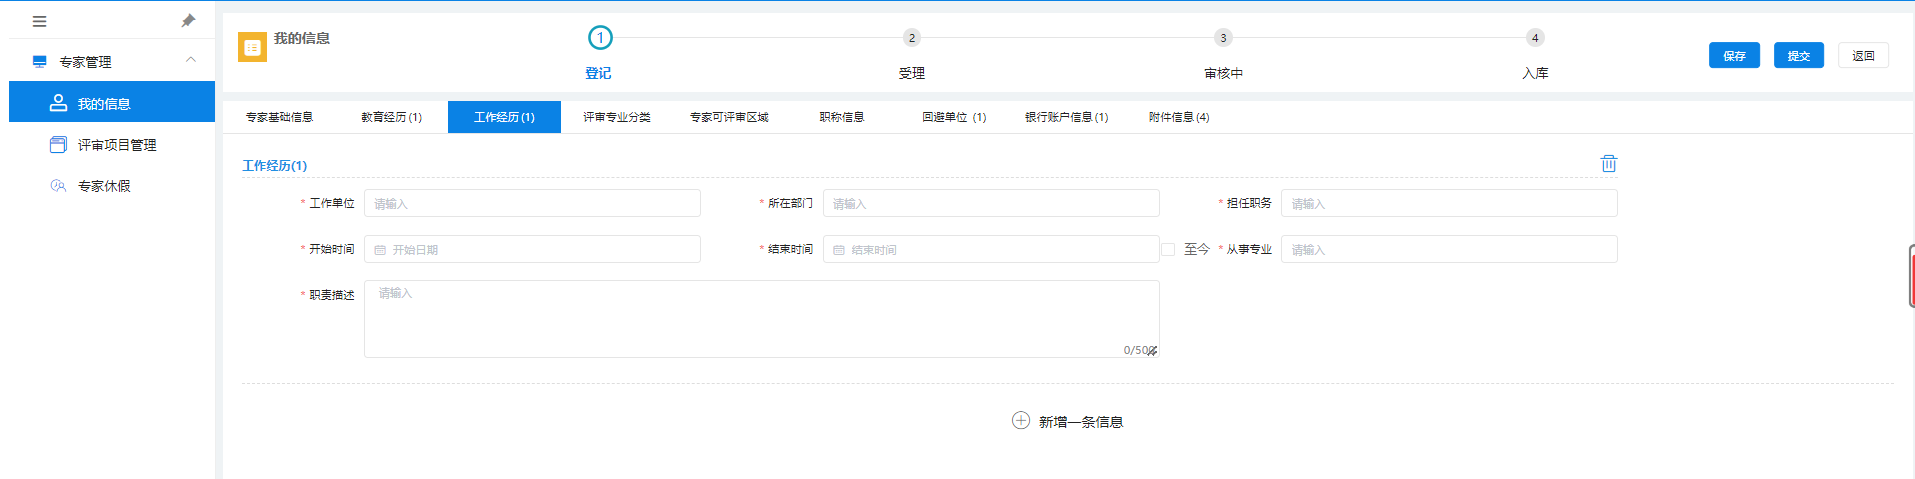 专家管理
我的信息
评审项目管理
专家休假
我的信息
1 2 3 4
登记 受理 审核中 入库
保存 提交 返回
专家基础信息 教育经历(1) 工作经历(1) 评审专业分类 专家可评审区域 职称信息 回避单位 (1) 银行账户信息(1) 附件信息(4)
工作经历(1)
* 工作单位 请输入 * 所在部门 请输入 * 担任职务 请输入
* 开始时间 开始日期 * 结束时间 结束时间 至今 * 从事专业 请输入
* 职责描述 请输入
0/500
新增一条信息